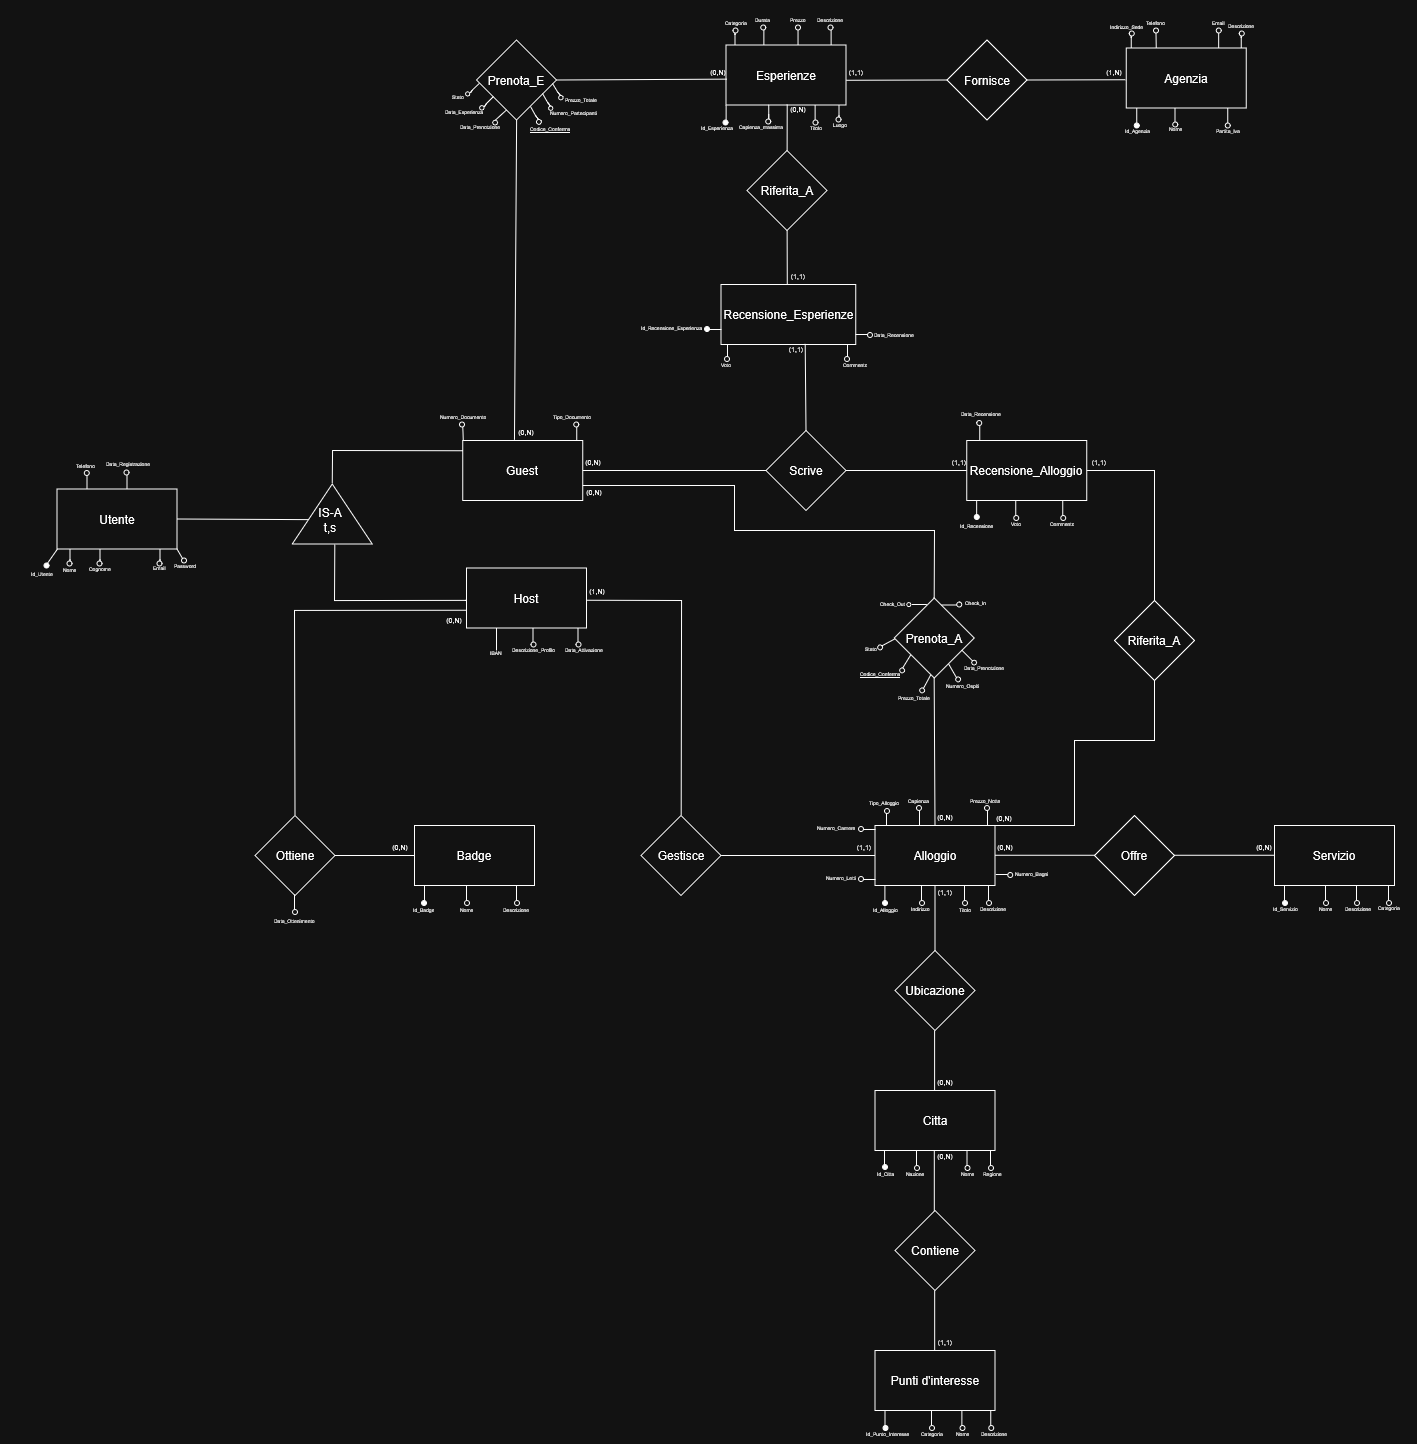 Categoria
Durata
Prezzo
Descrizione
Indirizzo_Sede
Telefono
Email
Descrizione
Prenota_E
(0,N)
Esperienze
(1,1)
Fornisce
(1,N)
Agenzia
Stato
Data_Esperienza
Data_Prenotazione
Codice_Conferma
Numero_Partecipanti
Prezzo_Totale
Id_Esperienza
Capienza_massima
(0,N)
Titolo
Luogo
Id_Agenzia
Nome
Partita_Iva
Riferita_A
(1,1)
Recensione_Esperienze
Id_Recensione_Esperienza
Data_Recensione
Voto
(1,1)
Commento
Numero_Documento
Tipo_Documento
(0,N)
Guest
(0,N)
(0,N)
Scrive
Data_Recensione
(1,1)
Recensione_Alloggio
(1,1)
Id_Recensione
Voto
Commento
Telefono
Data_Registrazione
Utente
Id_Utente
Nome
Cognome
Email
Password
IS-A
t,s
Host
(1,N)
(0,N)
IBAN
Descrizione_Profilo
Data_Attivazione
Check_Out
Check_In
Prenota_A
Stato
Codice_Conferma
Prezzo_Totale
Numero_Ospiti
Data_Prenotazione
Riferita_A
Ottiene
Data_Ottenimento
(0,N)
Badge
Id_Badge
Nome
Descrizione
Gestisce
(1,1)
Tipo_Alloggio
Capienza
Prezzo_Notte
Numero_Camere
(0,N)
(0,N)
Alloggio
(0,N)
Numero_Letti
Numero_Bagni
Id_Alloggio
Indirizzo
(1,1)
Titolo
Descrizione
Offre
(0,N)
Servizio
Id_Servizio
Nome
Descrizione
Categoria
Ubicazione
(0,N)
Citta
Id_Citta
Nazione
(0,N)
Nome
Regione
Contiene
(1,1)
Punti d'interesse
Id_Punto_Interesse
Categoria
Nome
Descrizione